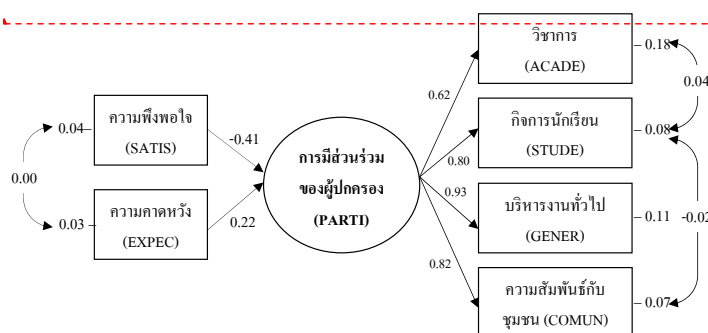 วิชาการ
(ACADE)
0.18
0.04
0.62
ความพึงพอใจ
(SATIS)
0.04
-0.41
กิจการนักเรียน
(STUDE)
0.08
0.80
การมีส่วนร่วม
ของผู้ปกครอง
(PARTI)
0.00
ความคาดหวัง
(EXPEC)
0.03
0.22
0.93
บริหารงานทั่วไป
(GENER)
0.11
-0.02
0.82
ความสัมพันธ์กับ
ชุมชน (COMUN)
0.07